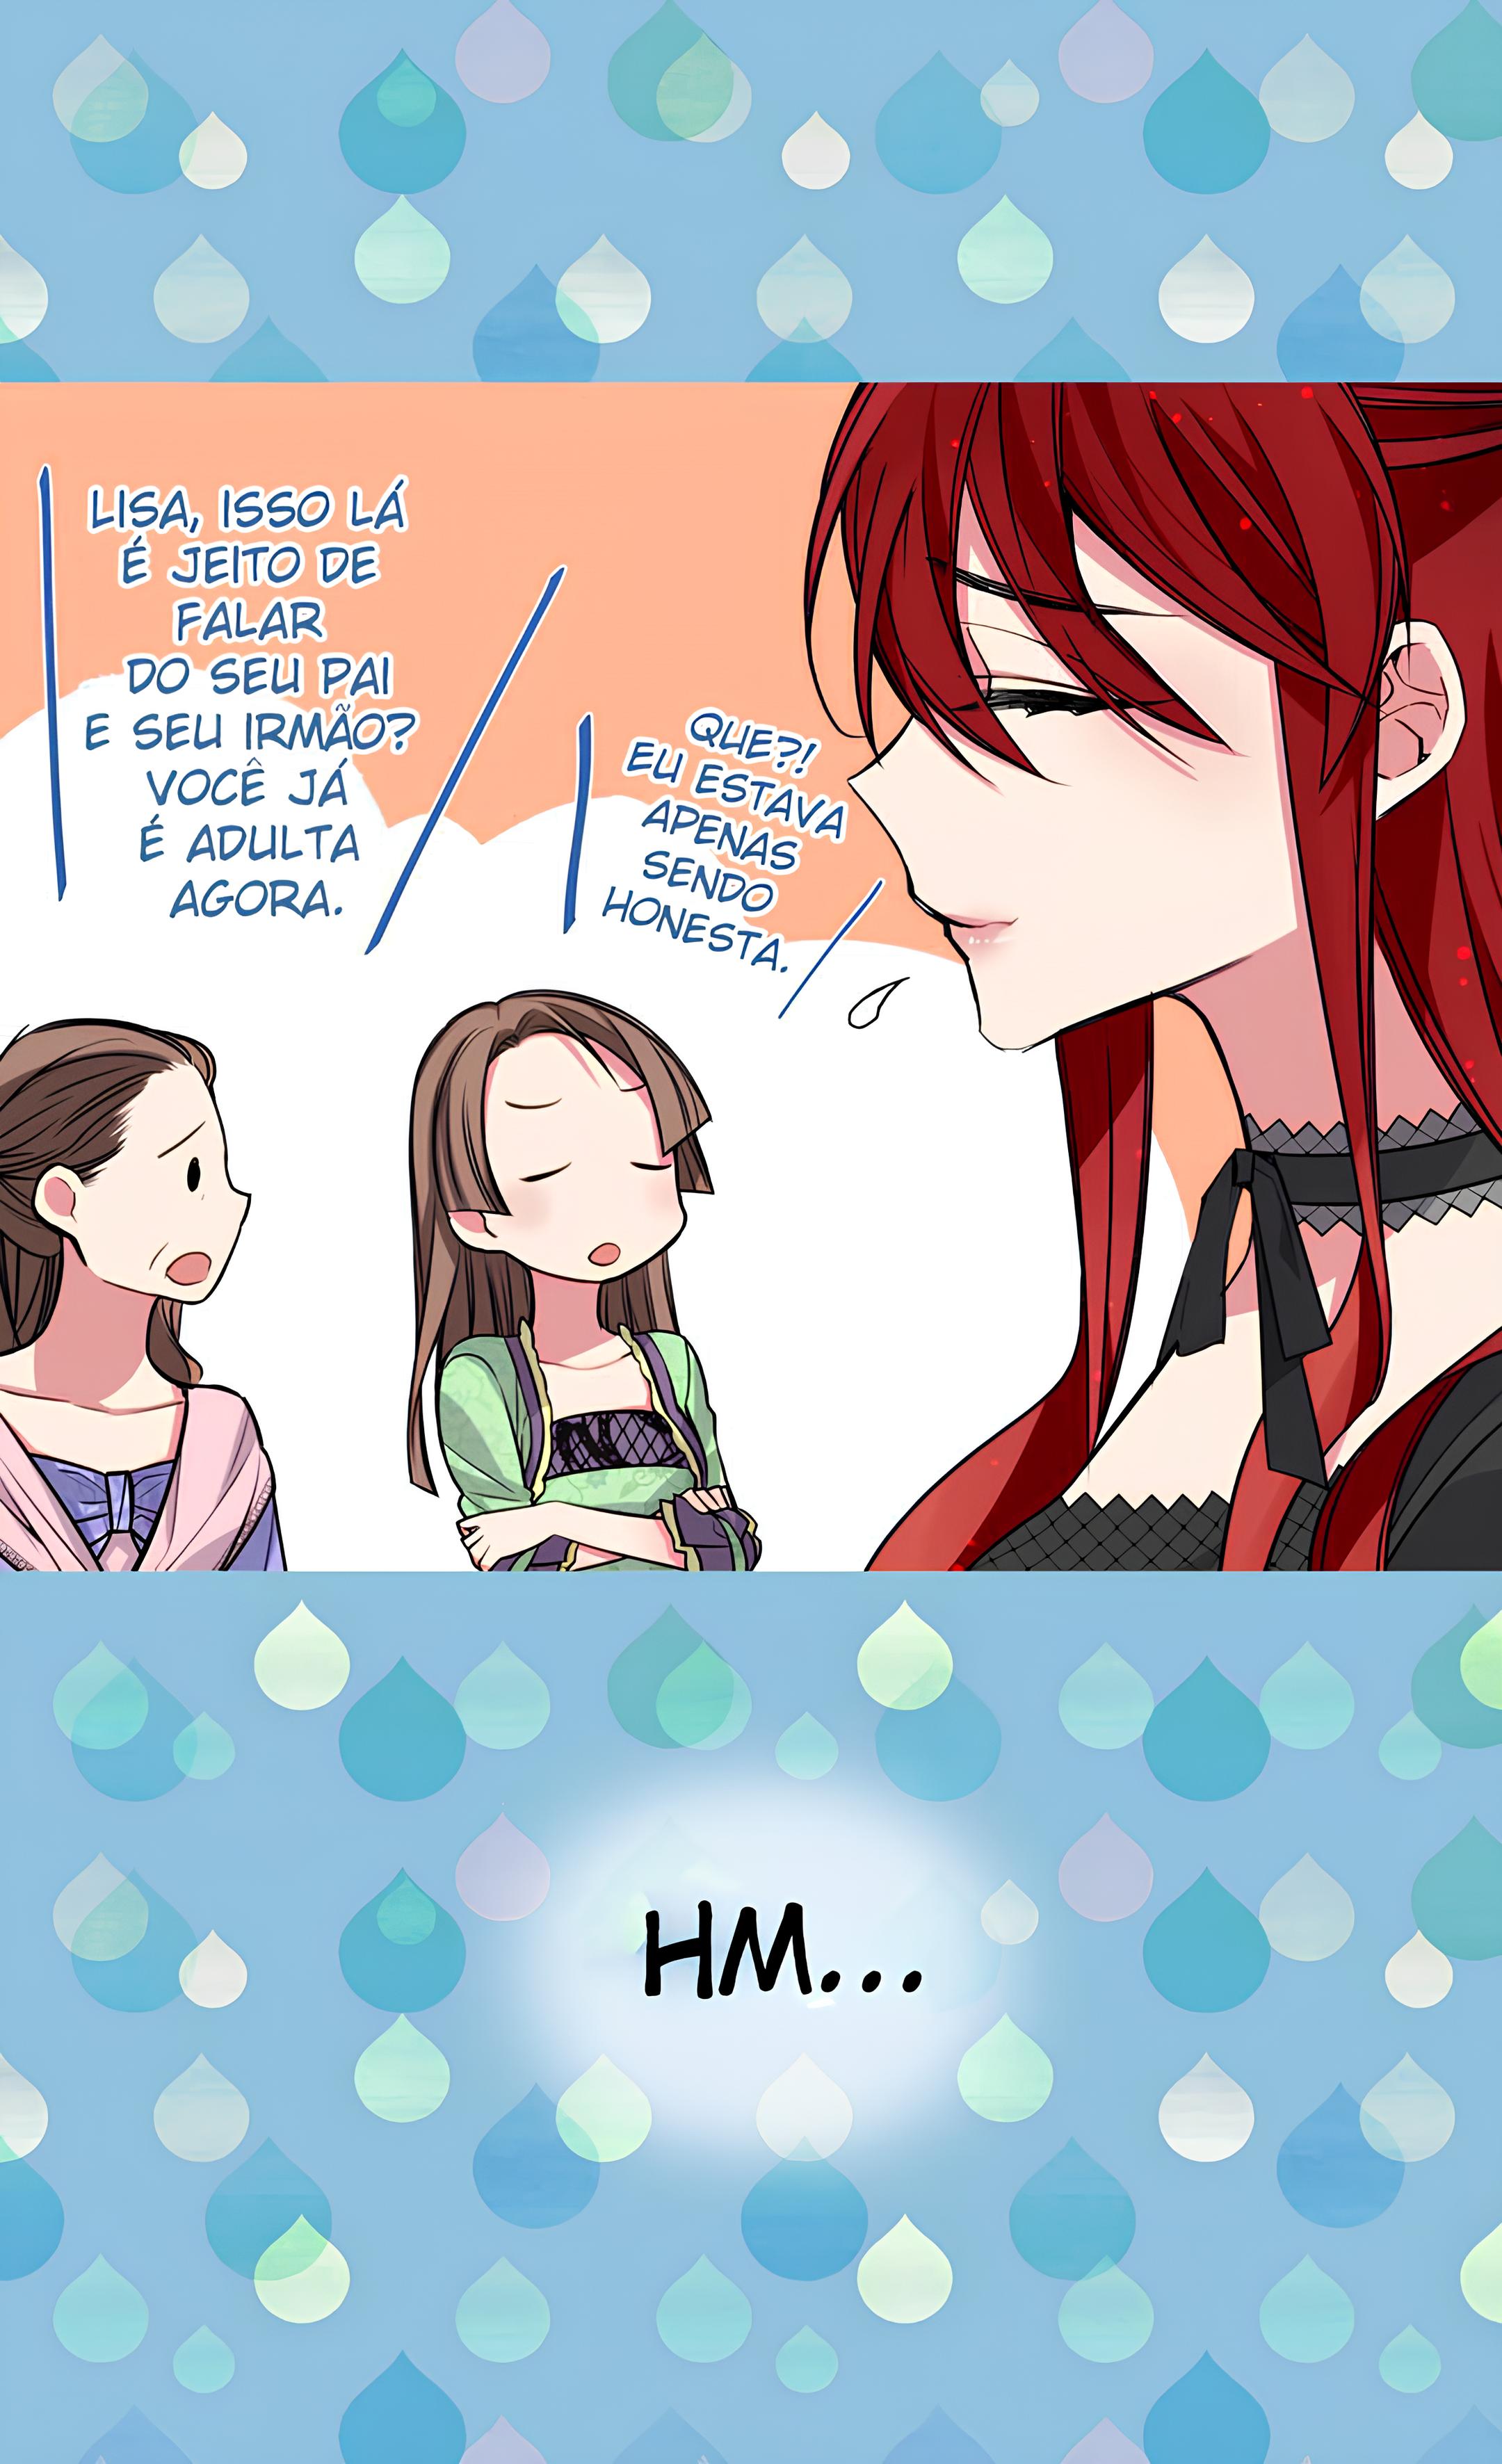 LISA, ISSO LÁ
É JEITO DE
FALAR
DO SEU PAI
E SEU IRMÃO?
VOCÊ JÁ
É ADULTA
AGORA.
QUE?!
EU ESTAVA
APENAS
SENDO
HONESTA.
HM...